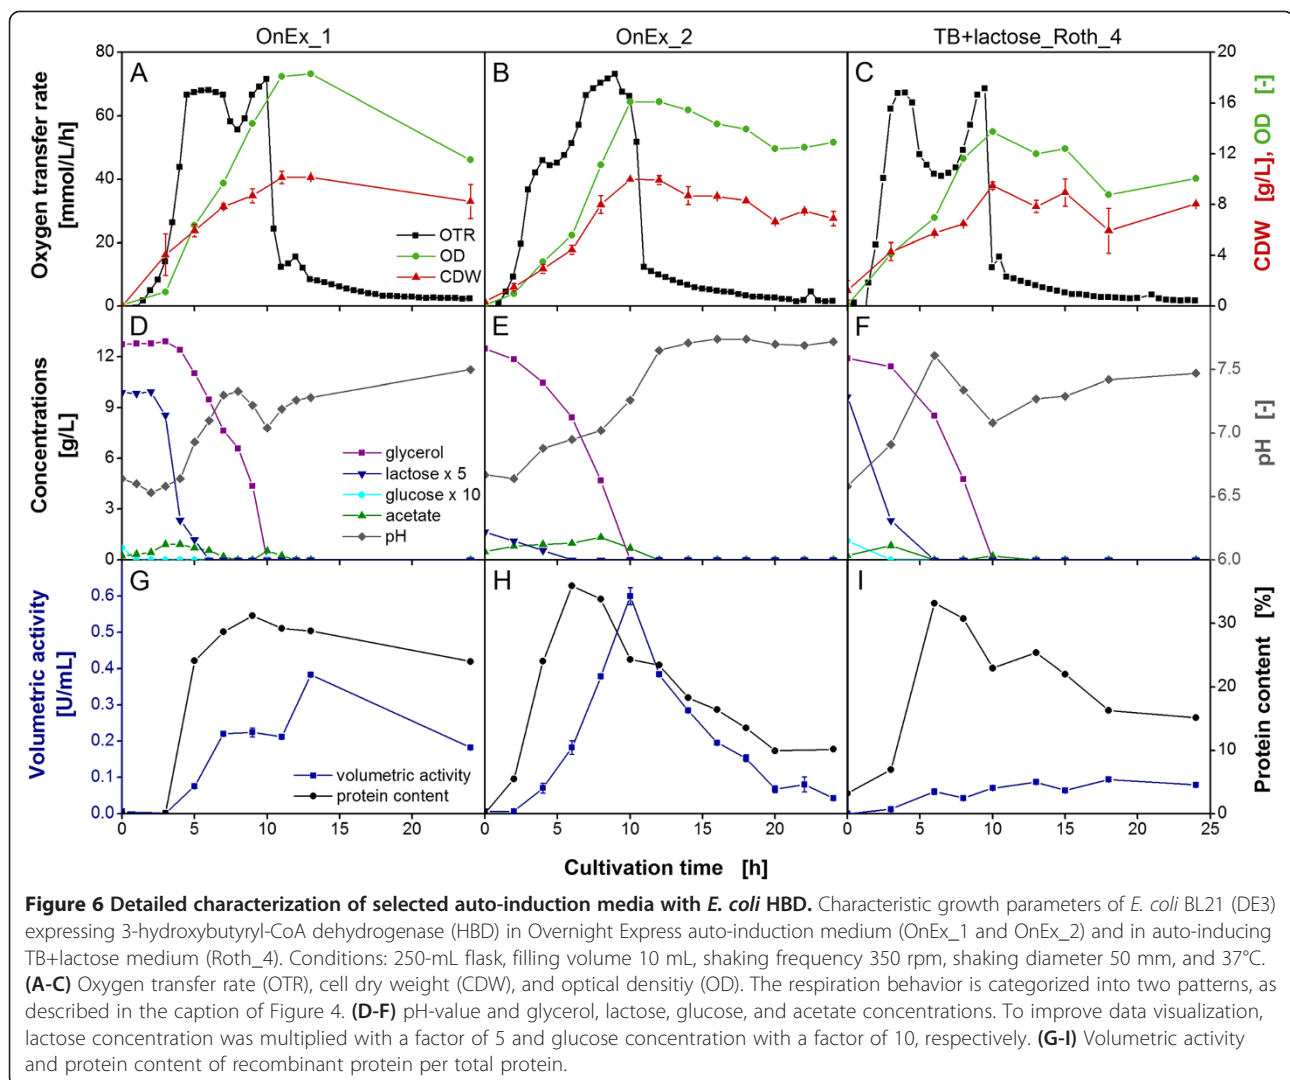 OnEx_1 OnEx_2 TB+lactose_Roth_4
A B C
Oxygen transfer rate
[mmol/L/h]
80
60
40
20
0
OTR
OD
CDW
20
16
12
8
4
0
CDW [g/L], OD [-]
D E F
Concentrations
[g/L]
12
9
6
3
0
glycerol
lactose x 5
glucose x 10
acetate
pH
7.5
7.0
6.5
6.0
pH [-]
G H I
Volumetric activity
[U/mL]
0.6
0.5
0.4
0.3
0.2
0.1
0.0
volumetric activity
protein content
30
20
10
0
Protein content [%]
0 5 10 15 20 0 5 10 15 20 0 5 10 15 20 25
Cultivation time [h]
Figure 6 Detailed characterization of selected auto-induction media with E. coli HBD. Characteristic growth parameters of E. coli BL21 (DE3)
expressing 3-hydroxybutyryl-CoA dehydrogenase (HBD) in Overnight Express auto-induction medium (OnEx_1 and OnEx_2) and in auto-inducing
TB+lactose medium (Roth_4). Conditions: 250-mL flask, filling volume 10 mL, shaking frequency 350 rpm, shaking diameter 50 mm, and 37°C.
(A-C) Oxygen transfer rate (OTR), cell dry weight (CDW), and optical densitiy (OD). The respiration behavior is categorized into two patterns, as
described in the caption of Figure 4. (D-F) pH-value and glycerol, lactose, glucose, and acetate concentrations. To improve data visualization,
lactose concentration was multiplied with a factor of 5 and glucose concentration with a factor of 10, respectively. (G-I) Volumetric activity
and protein content of recombinant protein per total protein.